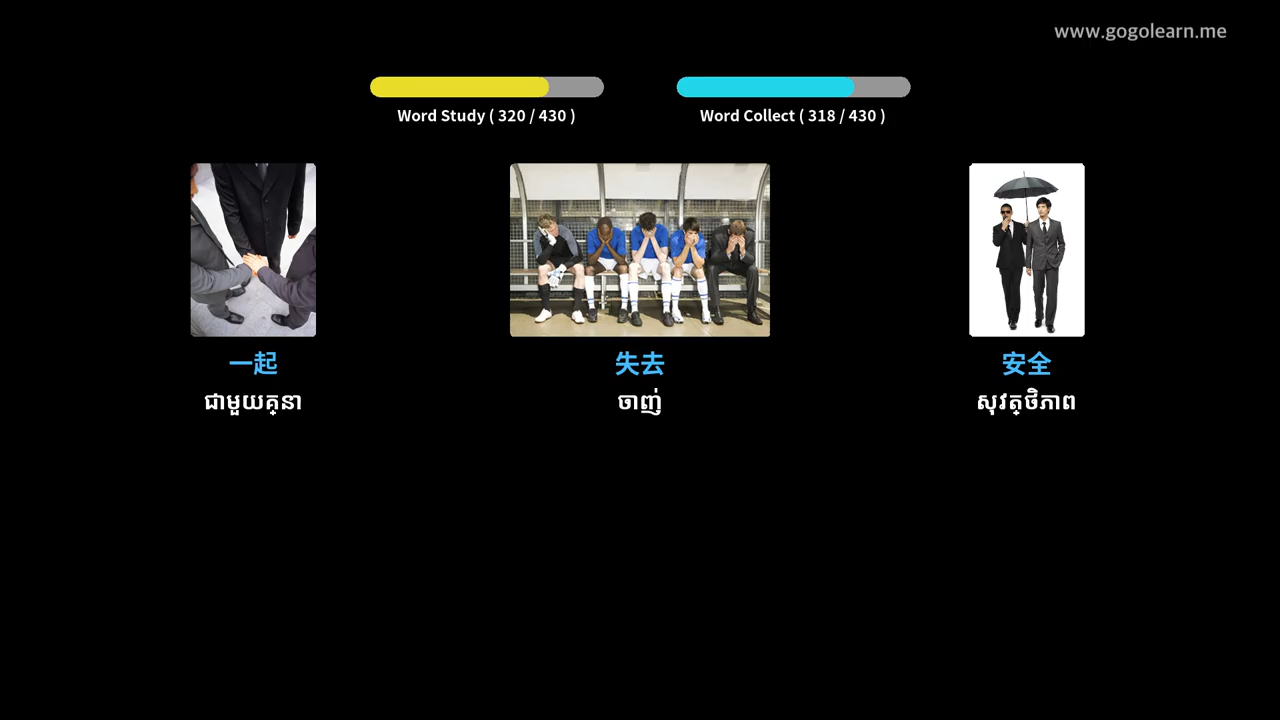 www.gogolearn.me
Word Study ( 320 / 430 )
Word Collect ( 318 / 430 )
一起
失去
安全
ជាមួយគ្នា
ចាញ់
សុវត្ថិភាព